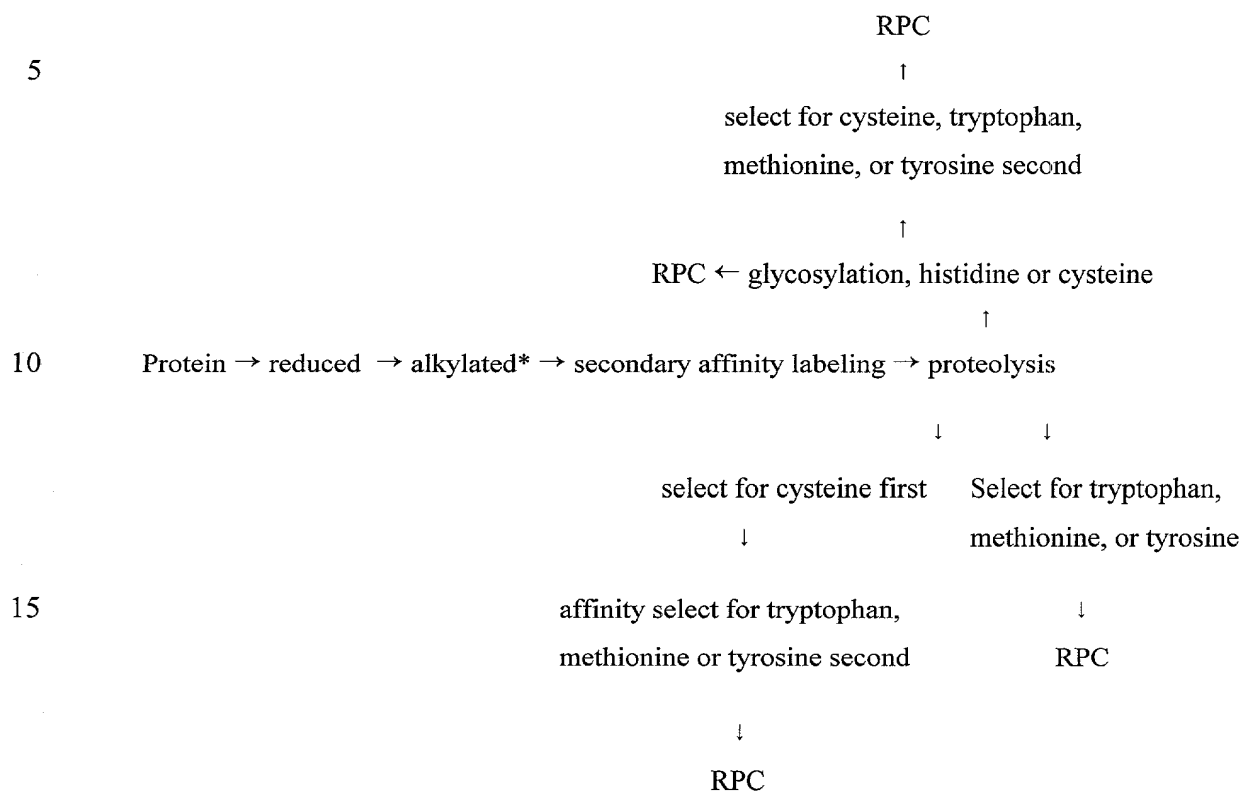 RPC
5 ↑
select for cysteine, tryptophan,
methionine, or tyrosine second
↑
RPC ← glycosylation, histidine or cysteine
↑
10 Protein → reduced → alkylated* → secondary affinity labeling → proteolysis
↓ ↓
select for cysteine first Select for tryptophan,
↓ methionine, or tyrosine
15 affinity select for tryptophan, ↓
methionine or tyrosine second RPC
↓
RPC